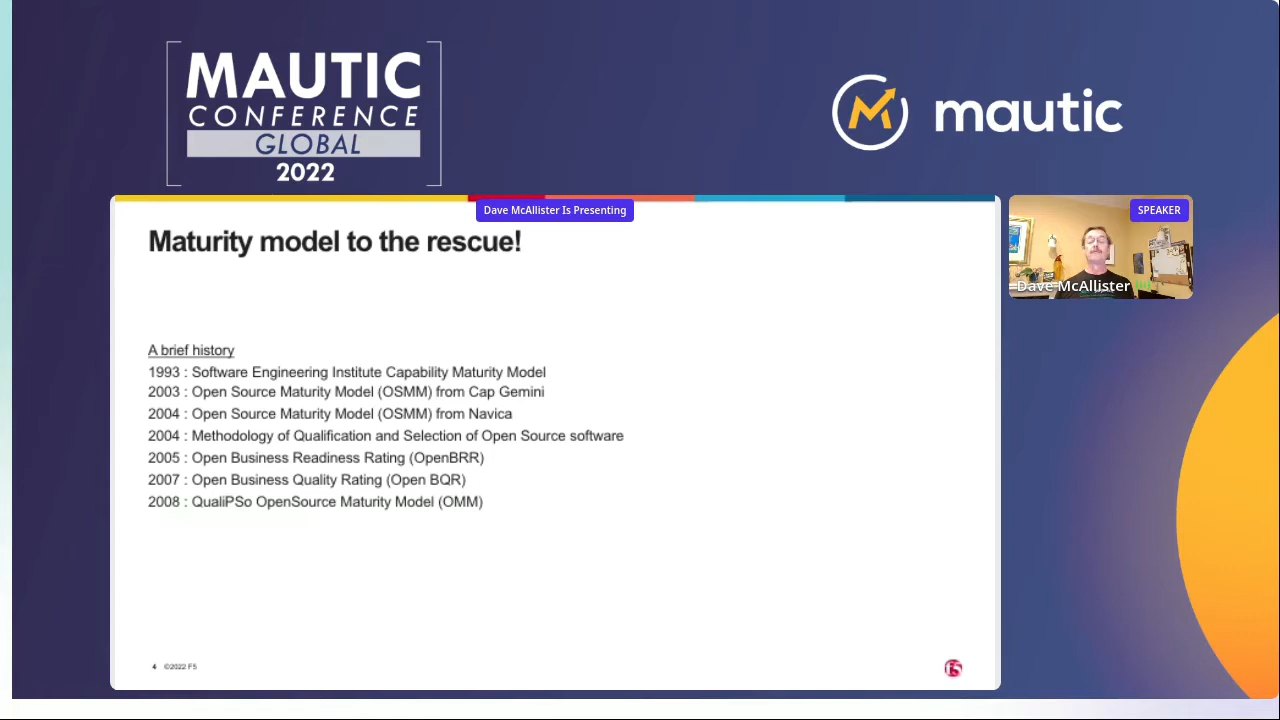 MAUTIC
CONFERENCE
GLOBAL
2022
mautic
Dave McAllister Is Presenting
SPEAKER
Dave McAllister
Maturity model to the rescue!
A brief history
1993 : Software Engineering Institute Capability Maturity Model
2003 : Open Source Maturity Model (OSMM) from Cap Gemini
2004 : Open Source Maturity Model (OSMM) from Navica
2004 : Methodology of Qualification and Selection of Open Source software
2005 : Open Business Readiness Rating (OpenBRR)
2007 : Open Business Quality Rating (Open BQR)
2008 : QualiPSo OpenSource Maturity Model (OMM)
4 ©2022 F5
f5